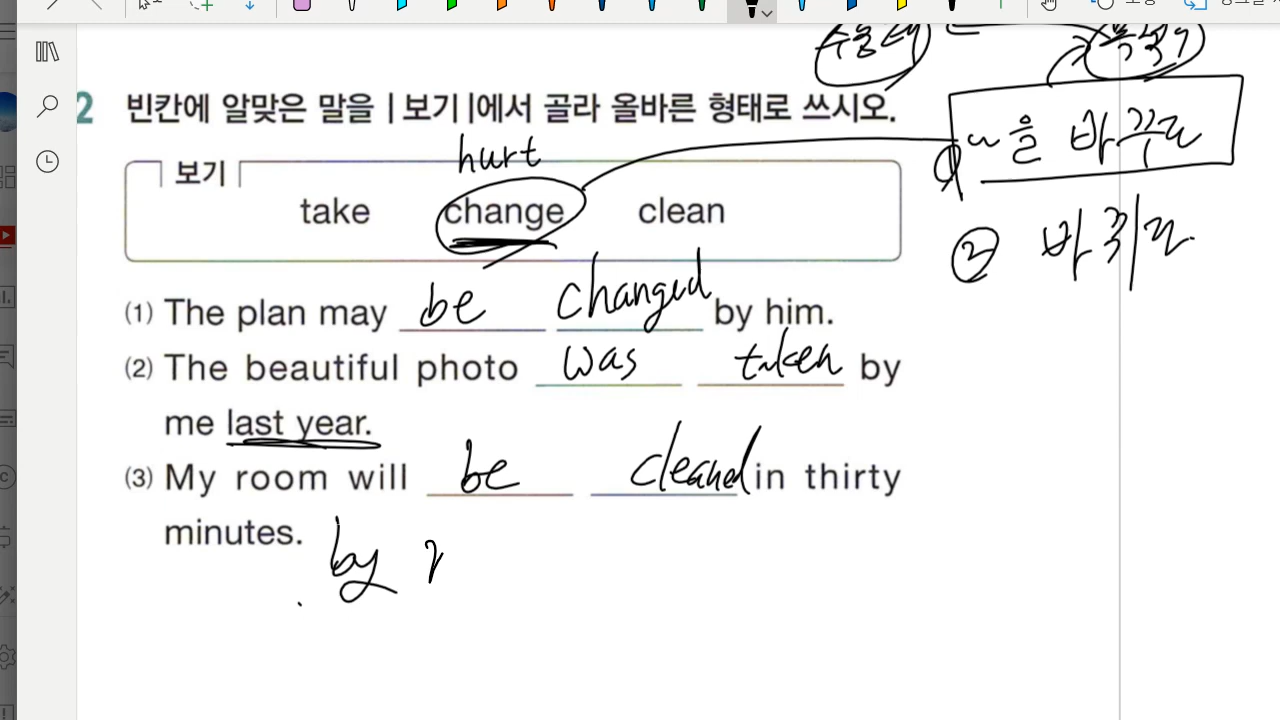 수동태
2 빈칸에 알맞은 말을 |보기|에서 골라 올바른 형태로 쓰시오.
~을 바꾸다
hurt
보기
take change clean
② 바뀌다.
(1) The plan may be changed by him.
(2) The beautiful photo was taken by
me last year.
(3) My room will be cleaned in thirty
minutes.
by